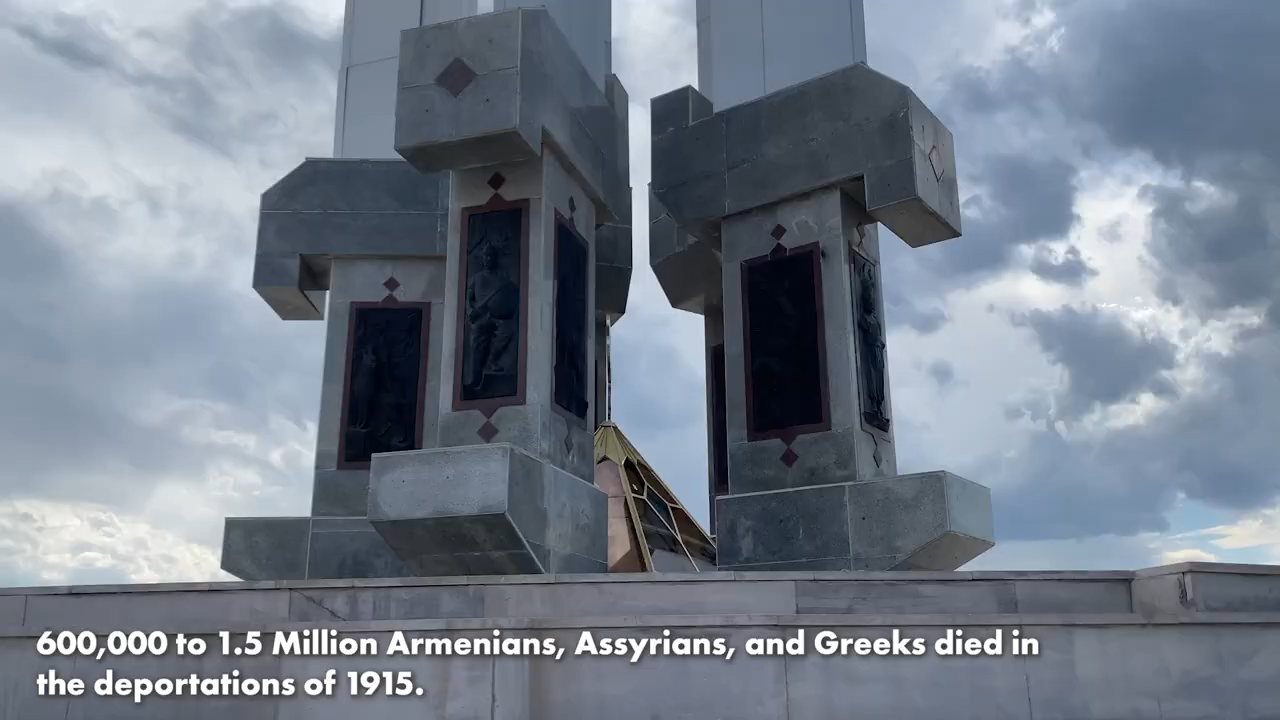 600,000 to 1.5 Million Armenians, Assyrians, and Greeks died in
the deportations of 1915.